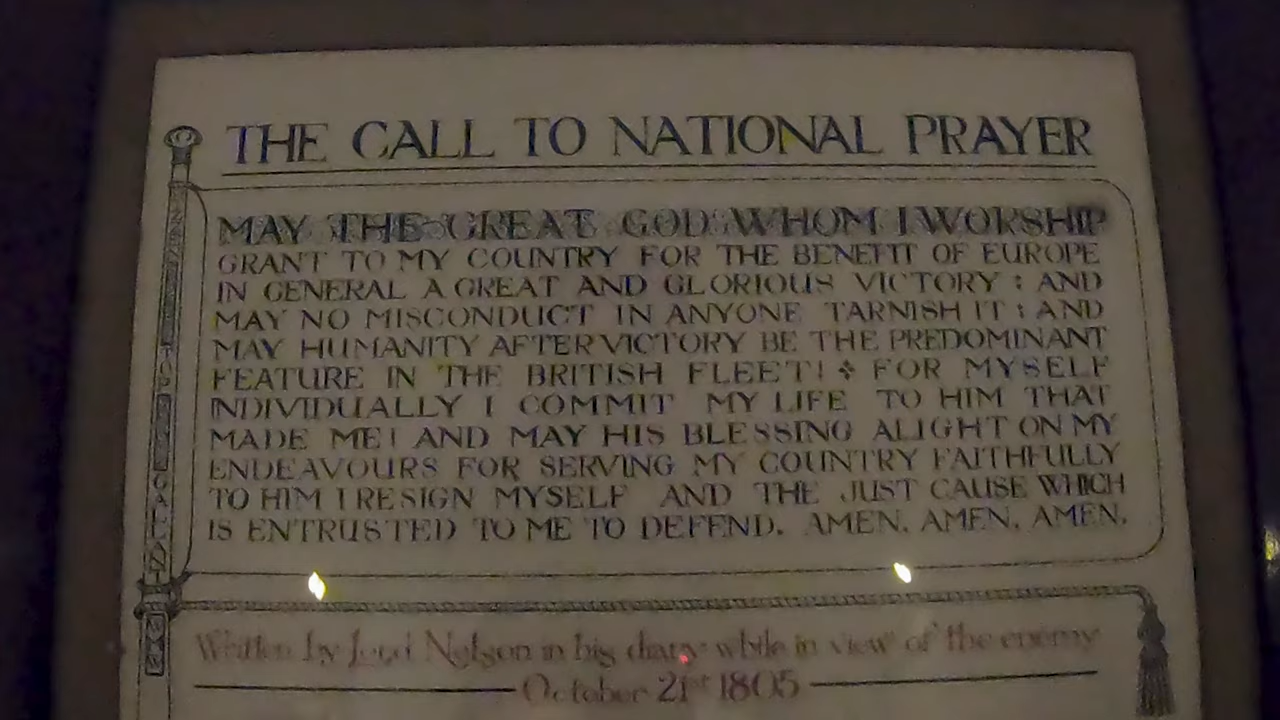 THE CALL TO NATIONAL PRAYER
MAY THE GREAT GOD WHOM I WORSHIP
GRANT TO MY COUNTRY FOR THE BENEFIT OF EUROPE
IN GENERAL A GREAT AND GLORIOUS VICTORY : AND
MAY NO MISCONDUCT IN ANYONE TARNISH IT : AND
MAY HUMANITY AFTER VICTORY BE THE PREDOMINANT
FEATURE IN THE BRITISH FLEET! ❖ FOR MYSELF
INDIVIDUALLY I COMMIT MY LIFE TO HIM THAT
MADE ME! AND MAY HIS BLESSING ALIGHT ON MY
ENDEAVOURS FOR SERVING MY COUNTRY FAITHFULLY
TO HIM I RESIGN MYSELF AND THE JUST CAUSE WHICH
IS ENTRUSTED TO ME TO DEFEND. AMEN. AMEN. AMEN.
Written by Lord Nelson in his diary while in view of the enemy
October 21st 1805